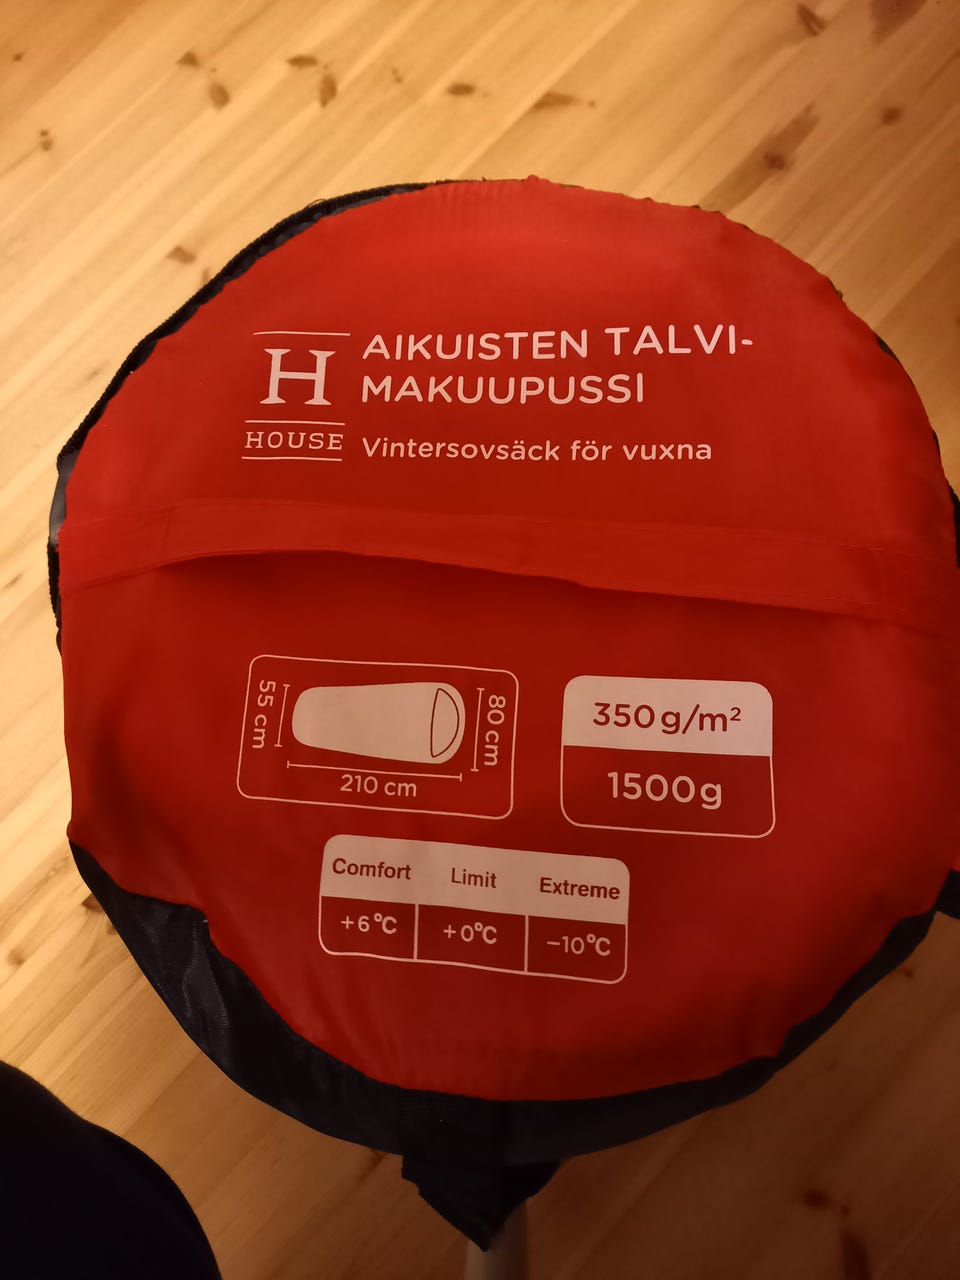 H
HOUSE
AIKUISTEN TALVI-
MAKUUPUSSI
Vintersovsäck för vuxna
55 cm
80 cm
210 cm
350 g/m²
1500g
Comfort Limit Extreme
+6°C +0°C −10°C